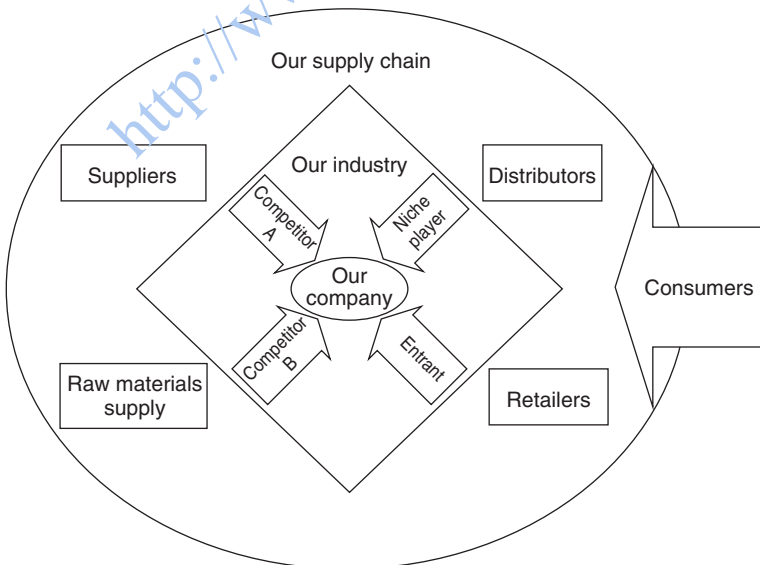 http://w
Our supply chain
Suppliers
Our industry
Distributors
Competitor
A
Niche
player
Our
company
Consumers
Competitor
B
Entrant
Raw materials
supply
Retailers